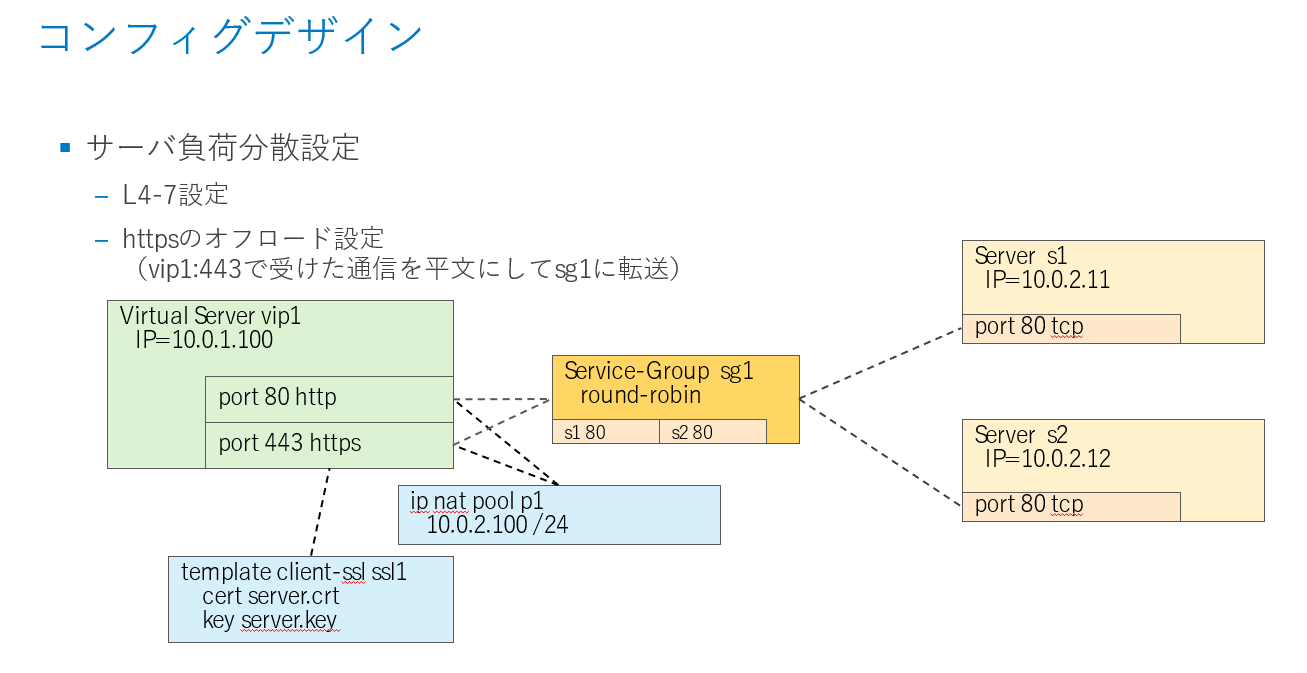 コンフィグデザイン
サーバ負荷分散設定
L4-7設定
httpsのオフロード設定
（vip1:443で受けた通信を平文にしてsg1に転送）
Virtual Server vip1
IP=10.0.1.100
port 80 http
port 443 https
Service-Group sg1
round-robin
s1 80
s2 80
Server s1
IP=10.0.2.11
port 80 tcp
Server s2
IP=10.0.2.12
port 80 tcp
ip nat pool p1
10.0.2.100 /24
template client-ssl ssl1
cert server.crt
key server.key